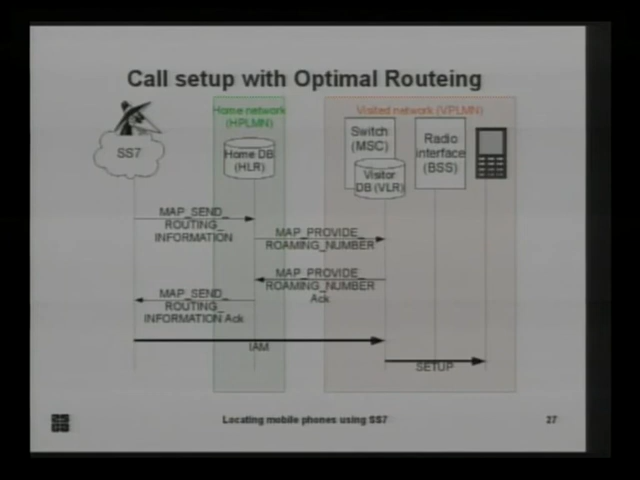 Call setup with Optimal Routeing
Home network
(HPLMN)
Visited network (VPLMN)
SS7
Home DB
(HLR)
Switch
(MSC)
Visitor
DB (VLR)
Radio
interface
(BSS)
MAP_SEND_
ROUTING_
INFORMATION
MAP_PROVIDE_
ROAMING_NUMBER
MAP_PROVIDE_
ROAMING_NUMBER
Ack
MAP_SEND_
ROUTING_
INFORMATION Ack
IAM
SETUP
Locating mobile phones using SS7
27